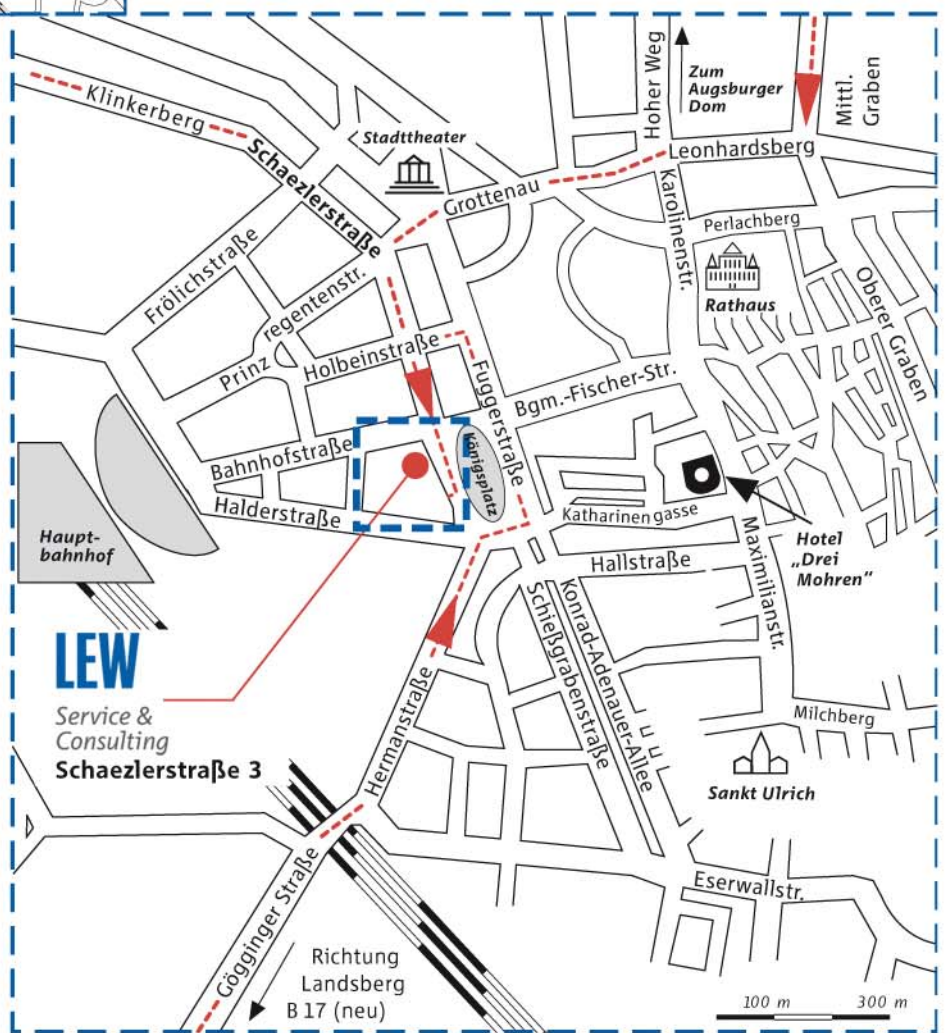 Klinkerberg
Schaezlerstraße
Stadttheater
Grottenau
Hoher Weg
Zum
Augsburger
Dom
Mittl.
Graben
Leonhardsberg
Karolinenstr.
Perlachberg
Rathaus
Oberer Graben
Frölichstraße
Prinz regentenstr.
Holbeinstraße
Fuggerstraße
Bgm.-Fischer-Str.
Bahnhofstraße
Königsplatz
Halderstraße
Katharinengasse
Haupt-
bahnhof
Hallstraße
Maximilianstr.
Hotel
„Drei
Mohren“
Schießgrabenstraße
Konrad-Adenauer-Allee
LEW
Service &
Consulting
Schaezlerstraße 3
Hermanstraße
Milchberg
Sankt Ulrich
Eserwallstr.
Gögginger Straße
Richtung
Landsberg
B 17 (neu)
100 m 300 m